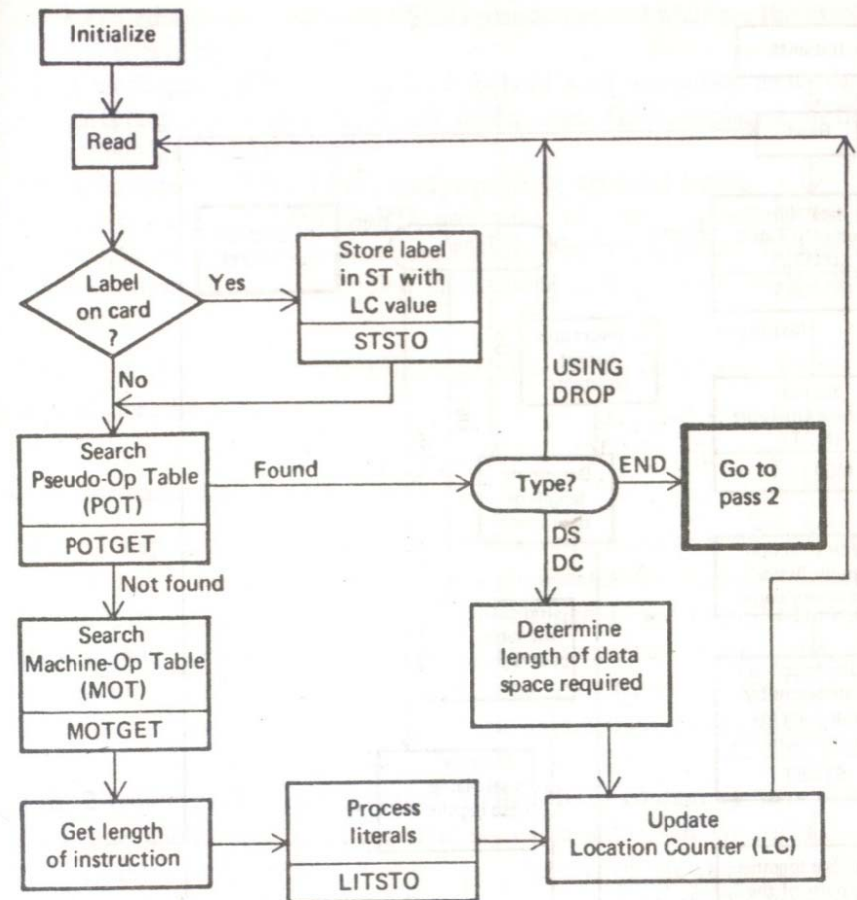 Initialize
Read
Label
on card
?
Yes
Store label
in ST with
LC value
STSTO
No
USING
DROP
Search
Pseudo-Op Table
(POT)
POTGET
Found
Type?
END
Go to
pass 2
DS
DC
Not found
Search
Machine-Op Table
(MOT)
MOTGET
Determine
length of data
space required
Get length
of instruction
Process
literals
LITSTO
Update
Location Counter (LC)